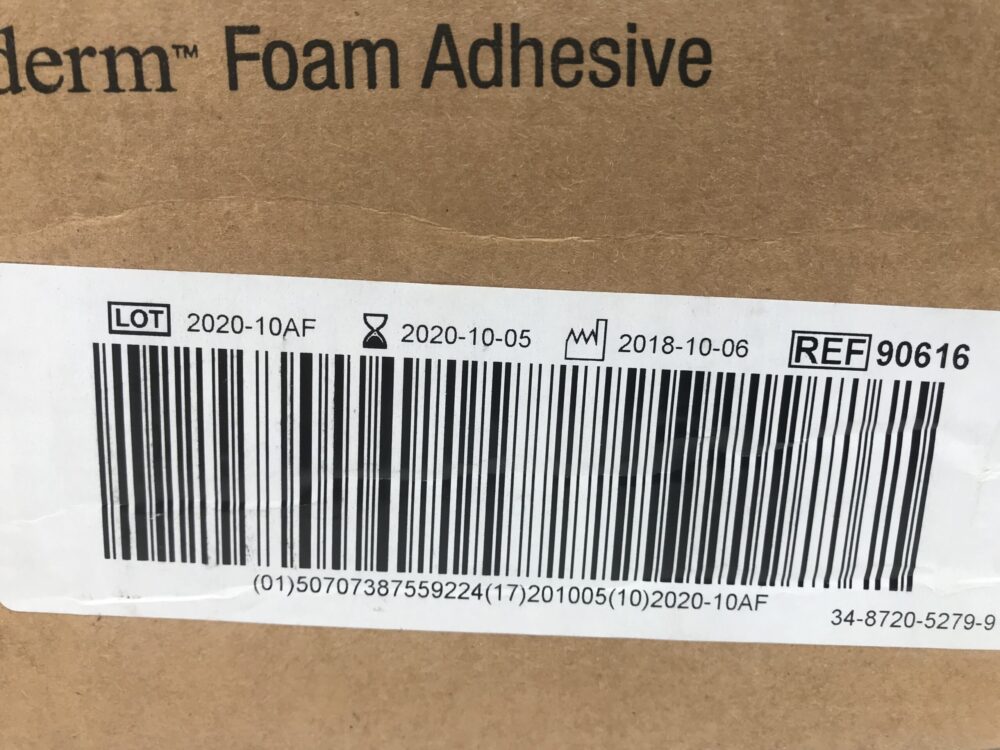 derm™ Foam Adhesive
LOT 2020-10AF 2020-10-05 2018-10-06 REF 90616
(01)50707387559224(17)201005(10)2020-10AF
34-8720-5279-9